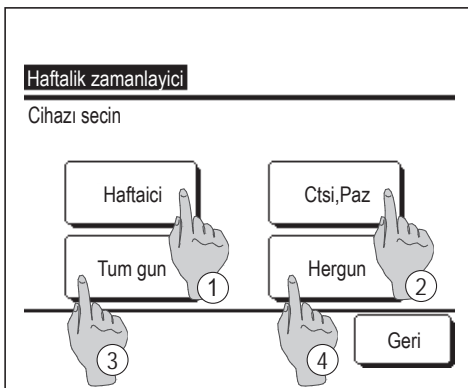 Haftalik zamanlayici
Cihazı secin
Haftaici
Ctsi,Paz
1
2
Tum gun
Hergun
3
4
Geri